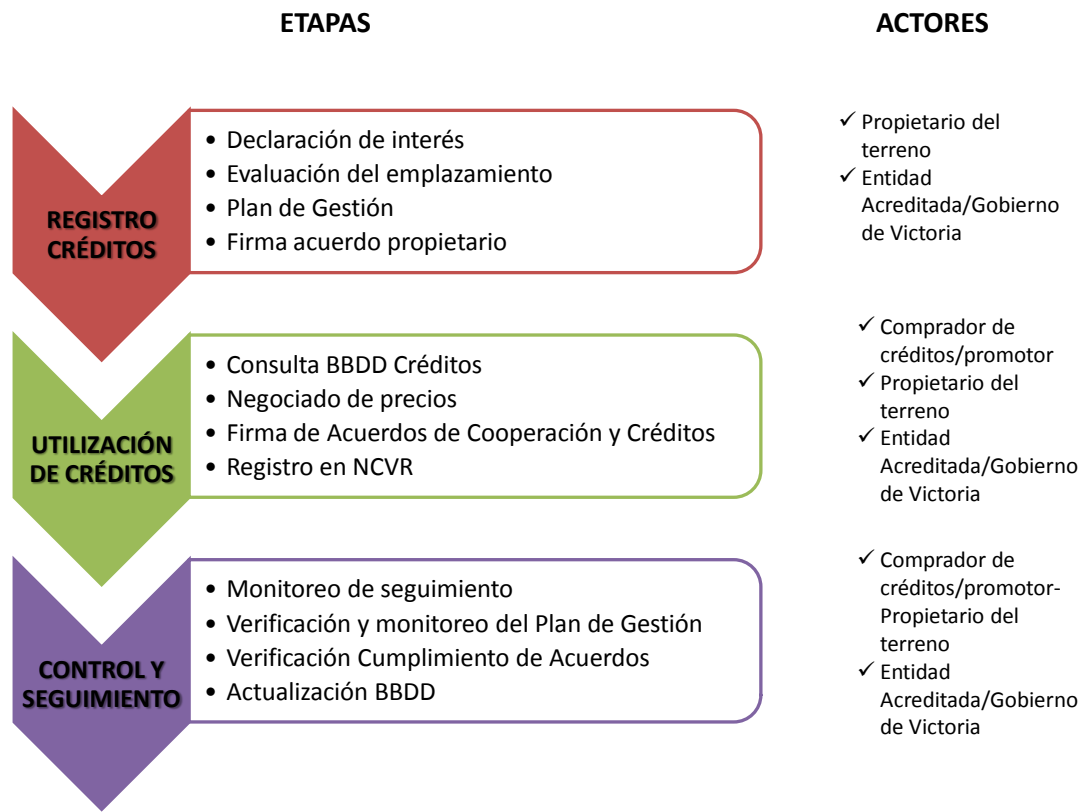 ETAPAS
ACTORES
REGISTRO
CRÉDITOS
• Declaración de interés
• Evaluación del emplazamiento
• Plan de Gestión
• Firma acuerdo propietario
✓ Propietario del
terreno
✓ Entidad
Acreditada/Gobierno
de Victoria
UTILIZACIÓN
DE CRÉDITOS
• Consulta BBDD Créditos
• Negociado de precios
• Firma de Acuerdos de Cooperación y Créditos
• Registro en NCVR
✓ Comprador de
créditos/promotor
✓ Propietario del
terreno
✓ Entidad
Acreditada/Gobierno
de Victoria
CONTROL Y
SEGUIMIENTO
• Monitoreo de seguimiento
• Verificación y monitoreo del Plan de Gestión
• Verificación Cumplimiento de Acuerdos
• Actualización BBDD
✓ Comprador de
créditos/promotor-
Propietario del
terreno
✓ Entidad
Acreditada/Gobierno
de Victoria